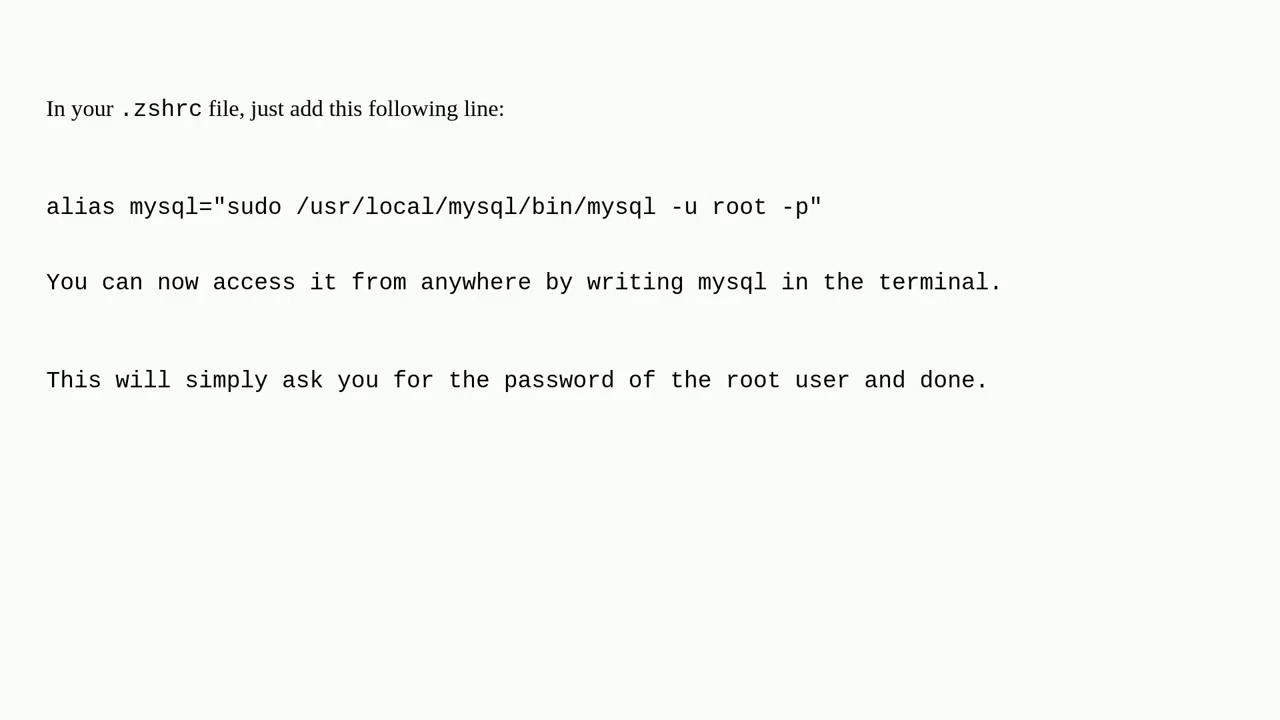 In your .zshrc file, just add this following line:
alias mysql="sudo /usr/local/mysql/bin/mysql -u root -p"
You can now access it from anywhere by writing mysql in the terminal.
This will simply ask you for the password of the root user and done.